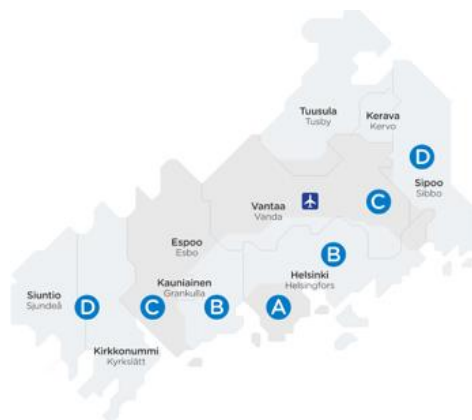 Tuusula
Tusby
Kerava
Kervo
D
Sipoo
Sibbo
C
Vantaa
Vanda
Espoo
Esbo
B
Helsinki
Helsingfors
Kauniainen
Grankulla
Siuntio
Sjundeå
D
C
B
A
Kirkkonummi
Kyrkslätt